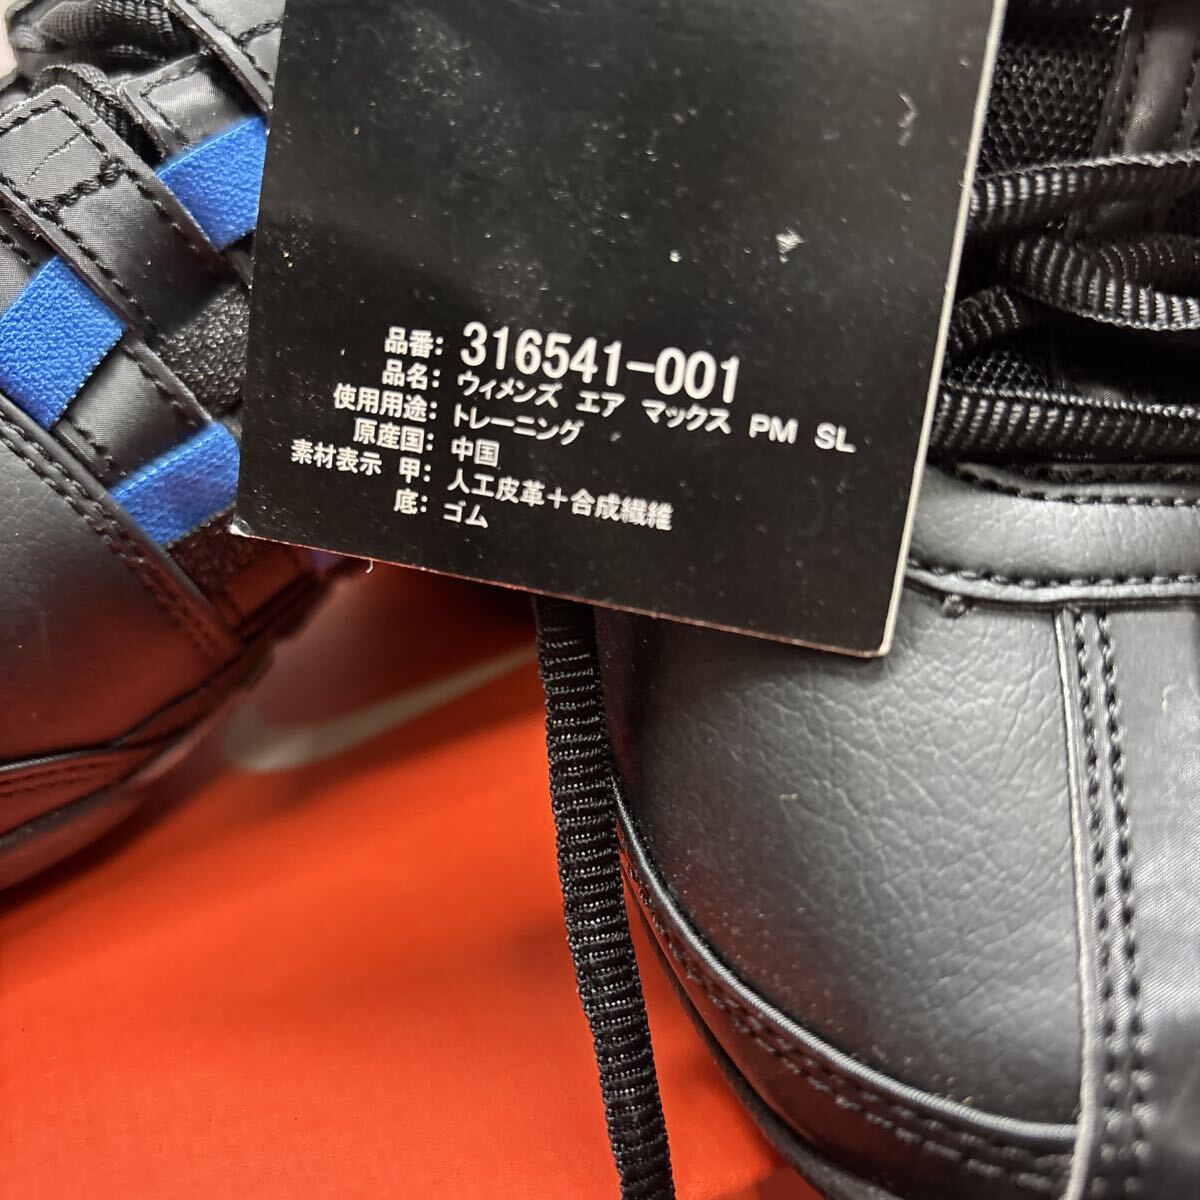 品番: 316541-001
品名: ウィメンズ エア マックス PM SL
使用用途: トレーニング
原産国: 中国
素材表示 甲: 人工皮革+合成繊維
底: ゴム